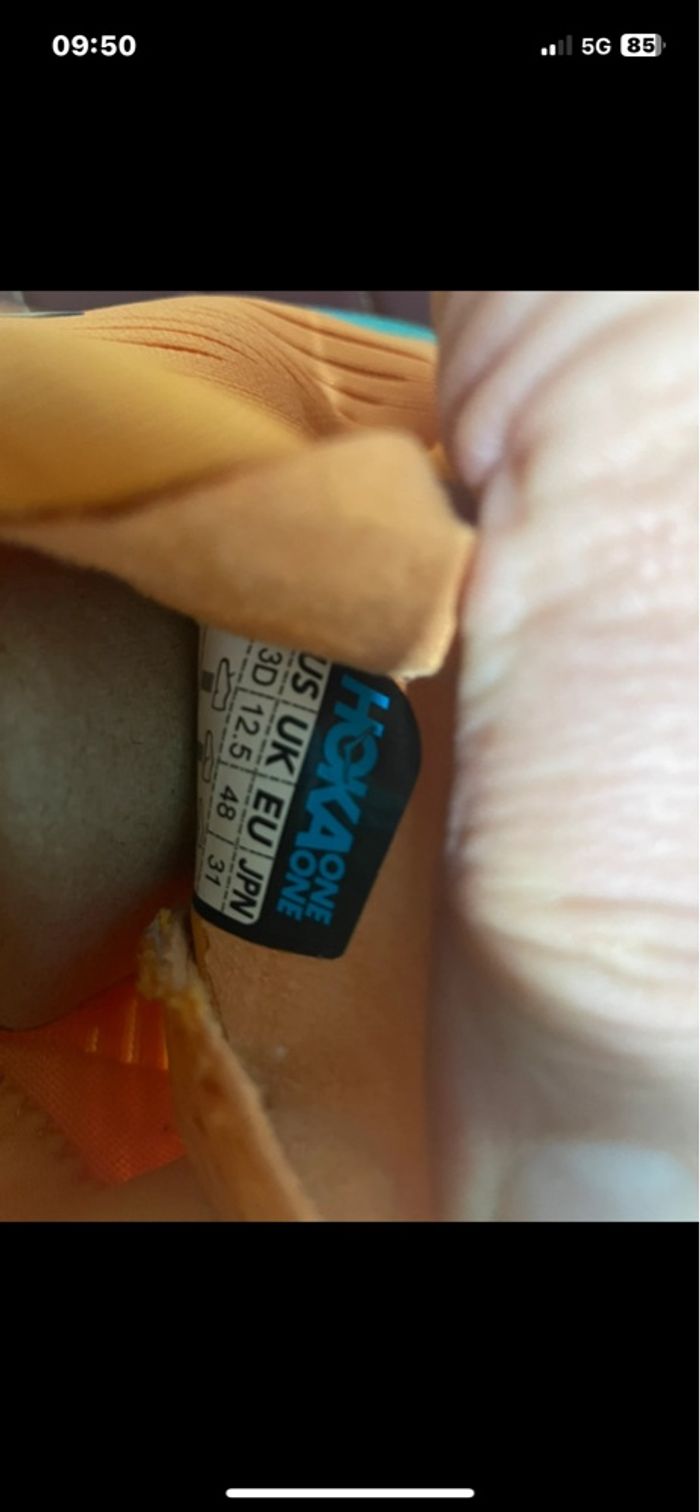 09:50
5G 85
HOKA ONE ONE
US UK EU JPN
3D 12.5 48 31